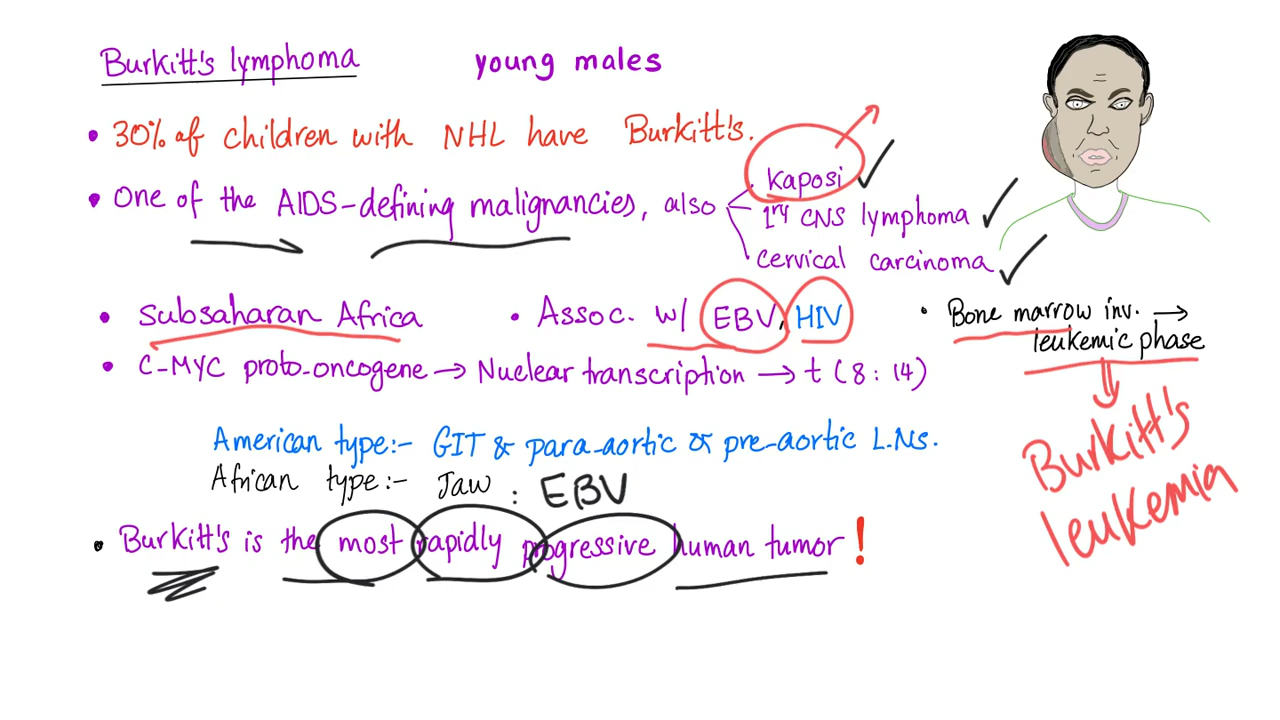 Burkitt's lymphoma young males
• 30% of children with NHL have Burkitt's.
• One of the AIDS-defining malignancies, also
Kaposi
1ry CNS lymphoma
Cervical carcinoma
• Subsaharan Africa • Assoc. w/ EBV, HIV
• Bone marrow inv. →
leukemic phase
• C-MYC proto-oncogene → Nuclear transcription → t (8:14)
Burkitt's
leukemia
American type:- GIT & para-aortic or pre-aortic L.Ns.
African type:- Jaw : EBV
• Burkitt's is the most rapidly progressive human tumor !